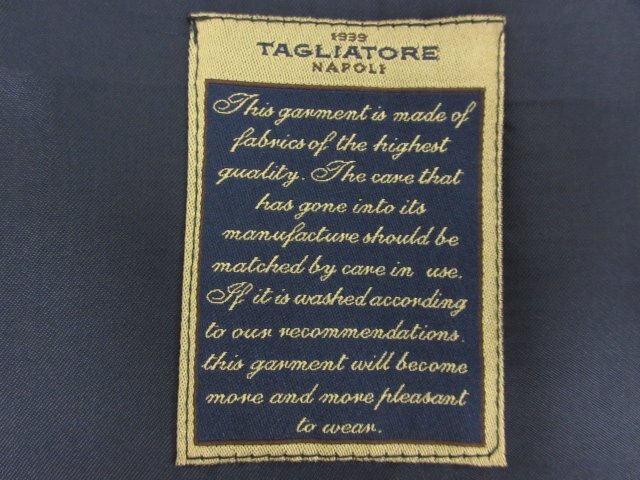 1939
TAGLIATORE
NAPOLI
This garment is made of
fabrics of the highest
quality. The care that
has gone into its
manufacture should be
matched by care in use.
If it is washed according
to our recommendations.
this garment will become
more and more pleasant
to wear.